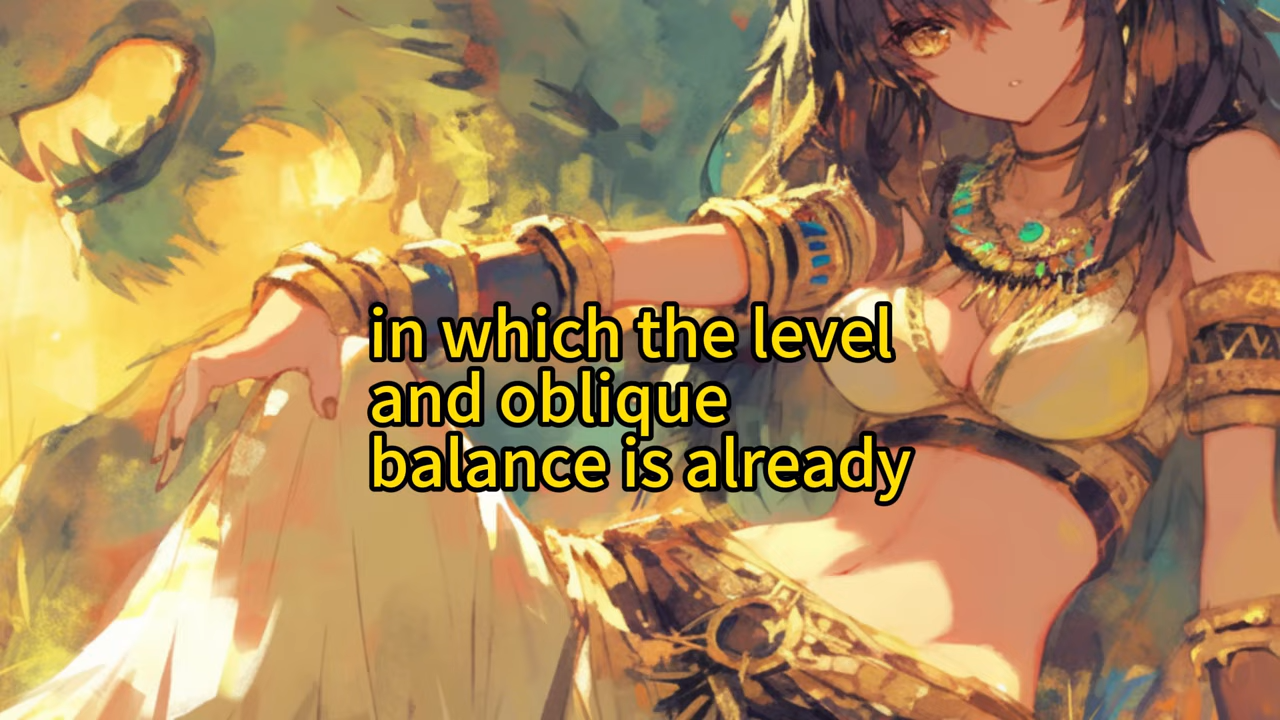 in which the level
and oblique
balance is already